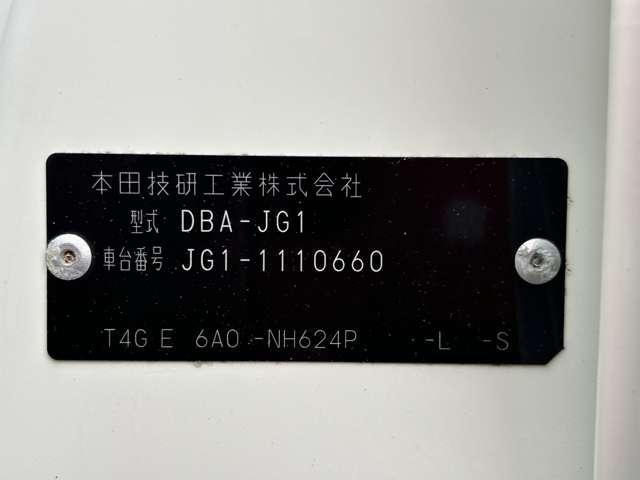 本田技研工業株式会社
型式 DBA-JG1
車台番号 JG1-1110660
T4G E 6A0 -NH624P -L -S